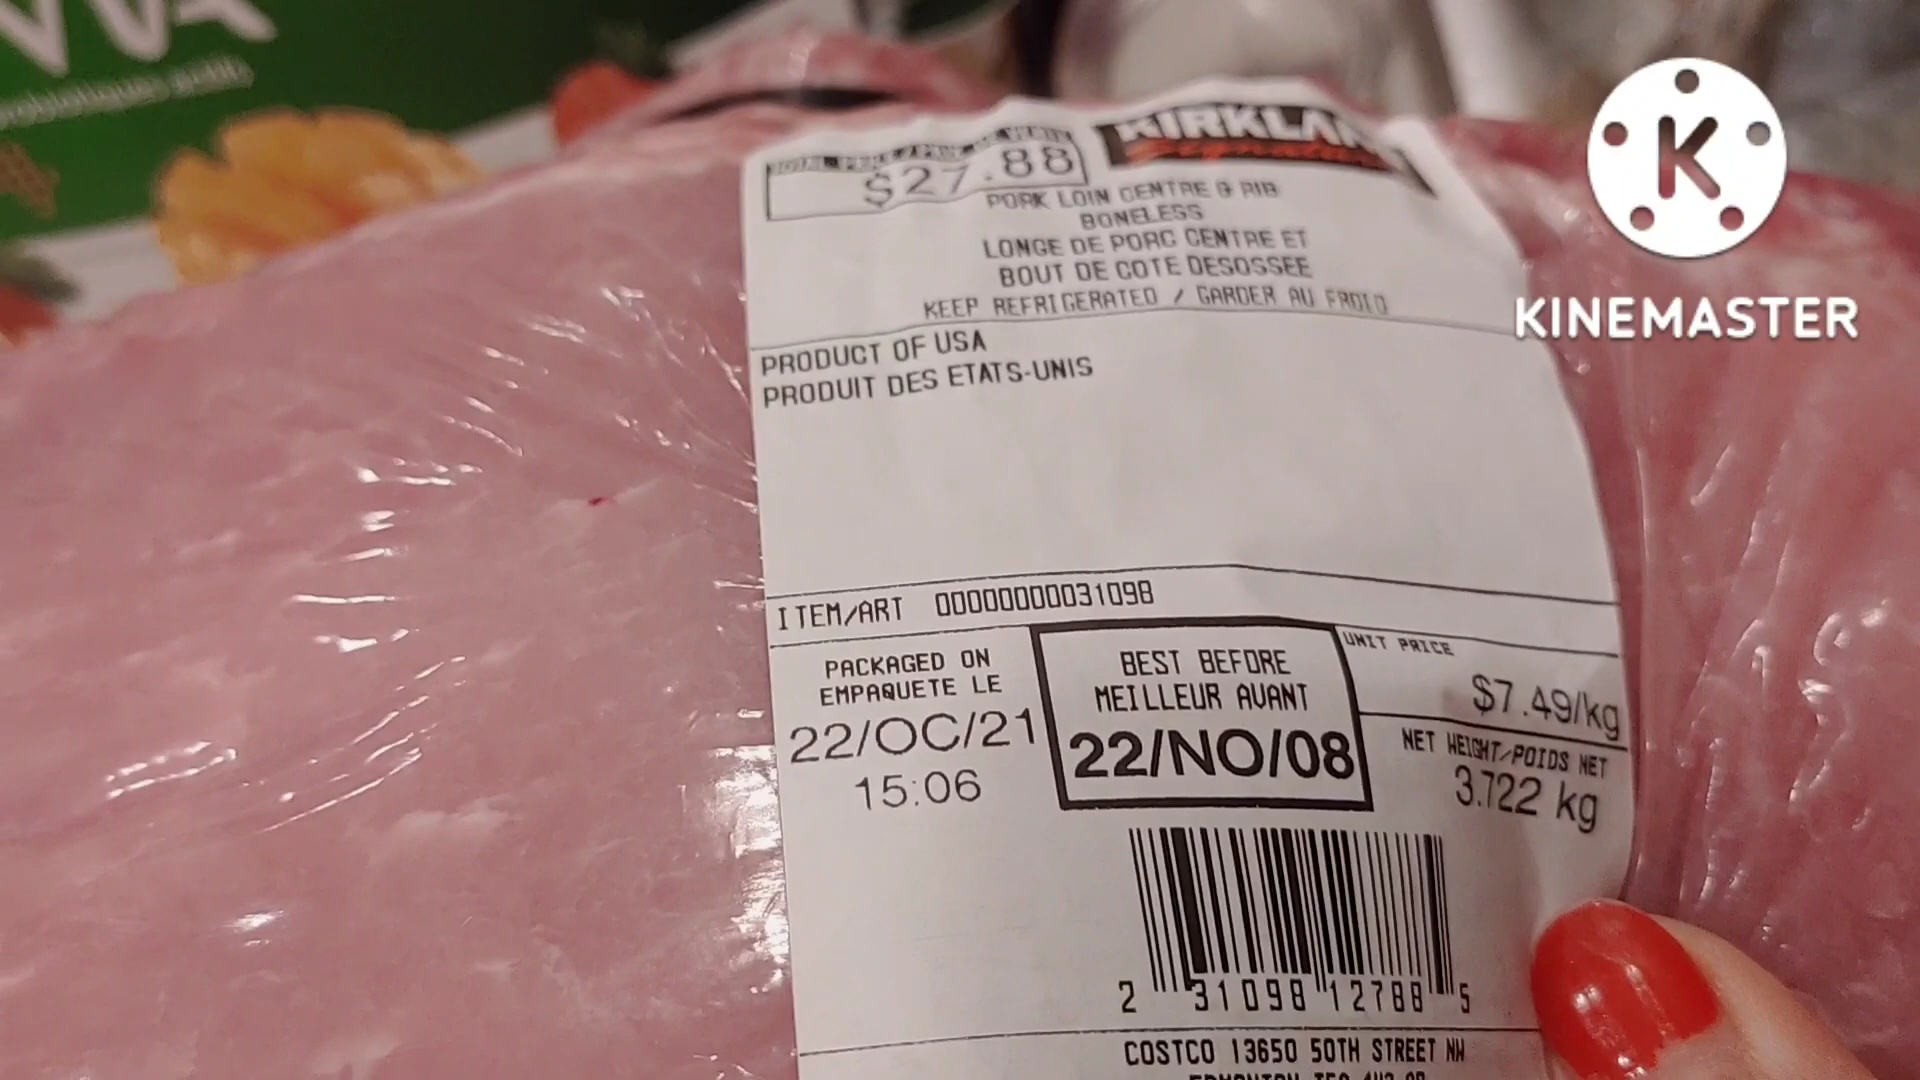 TOTAL PRICE
$27.88
KIRKLAND
Signature
PORK LOIN CENTRE & RIB
BONELESS
LONGE DE PORC CENTRE ET
BOUT DE COTE DESOSSEE
KEEP REFRIGERATED / GARDER AU FROID
PRODUCT OF USA
PRODUIT DES ETATS-UNIS
ITEM/ART 00000000031098
PACKAGED ON
EMPAQUETE LE
22/OC/21
15:06
BEST BEFORE
MEILLEUR AVANT
22/NO/08
UNIT PRICE
$7.49/kg
NET WEIGHT/POIDS NET
3.722 kg
2 31098 12788 5
COSTCO 13650 50TH STREET NW
K
KINEMASTER